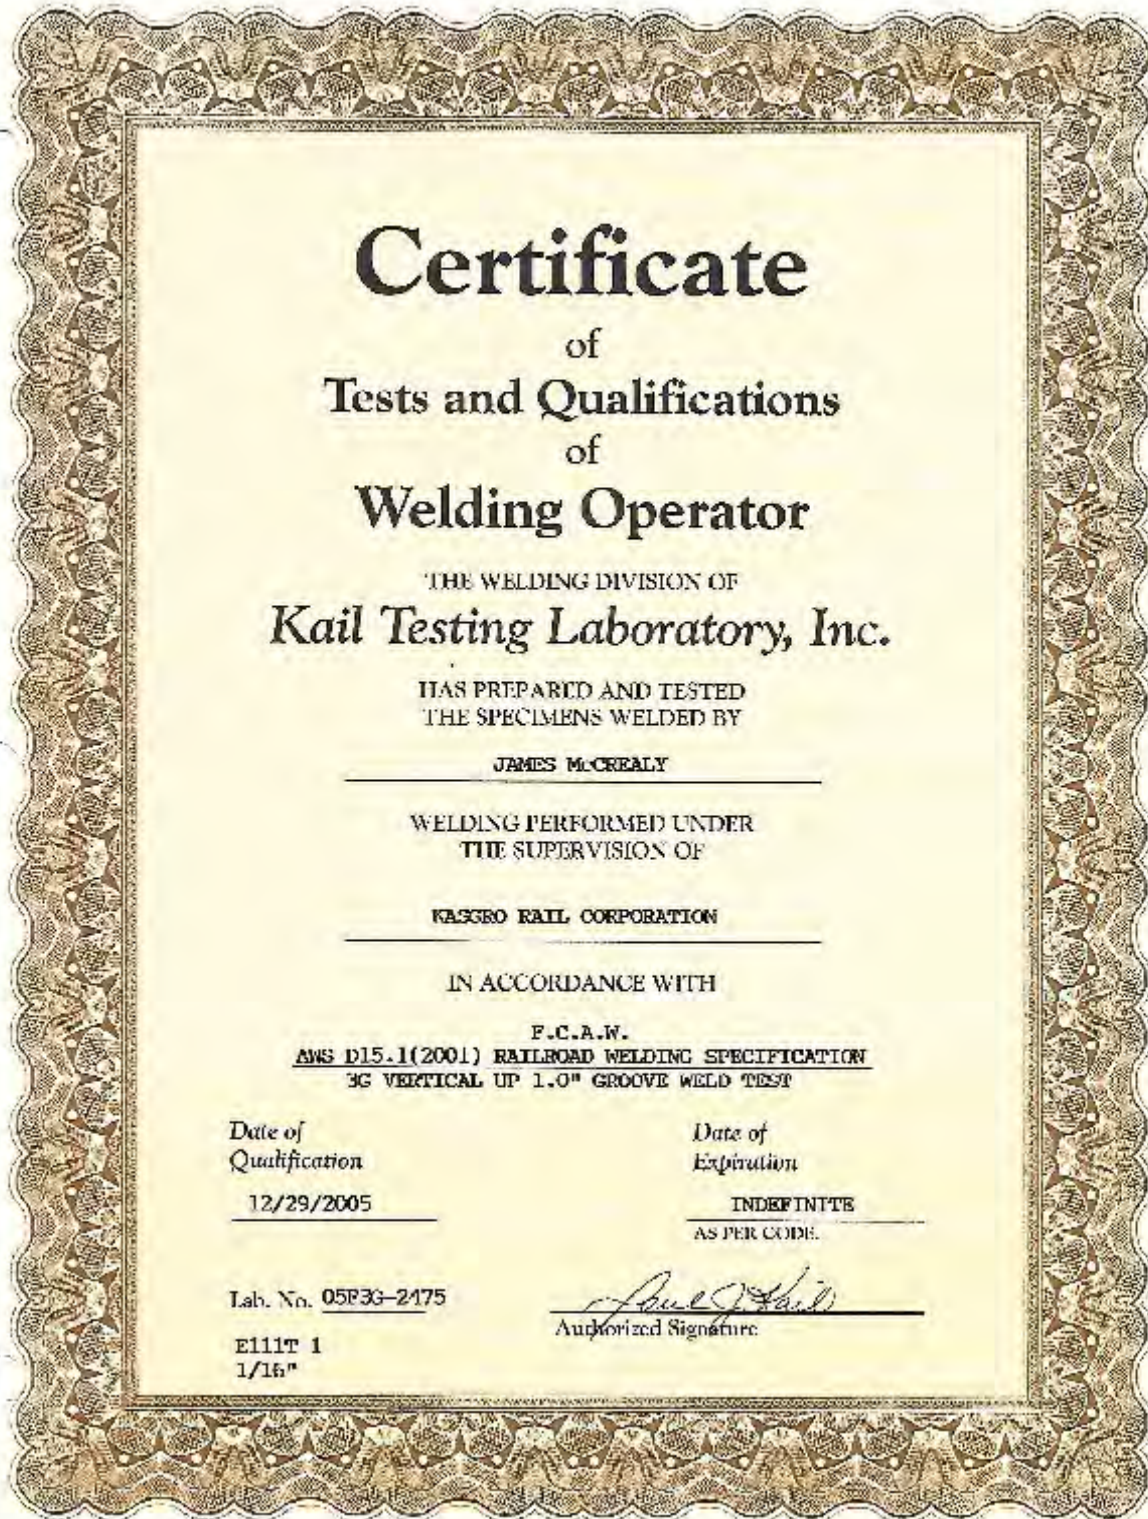 Certificate
of
Tests and Qualifications
of
Welding Operator
THE WELDING DIVISION OF
Kail Testing Laboratory, Inc.
HAS PREPARED AND TESTED
THE SPECIMENS WELDED BY
JAMES McCREALY
WELDING PERFORMED UNDER
THE SUPERVISION OF
KASGRO RAIL CORPORATION
IN ACCORDANCE WITH
F.C.A.W.
AWS D15.1(2001) RAILROAD WELDING SPECIFICATION
3G VERTICAL UP 1.0" GROOVE WELD TEST
Date of Date of
Qualification Expiration
12/29/2005 INDEFINITE
AS PER CODE.
Lab. No. 05F3G-2475 Paul J. Kail
Authorized Signature
E111T 1
1/16"